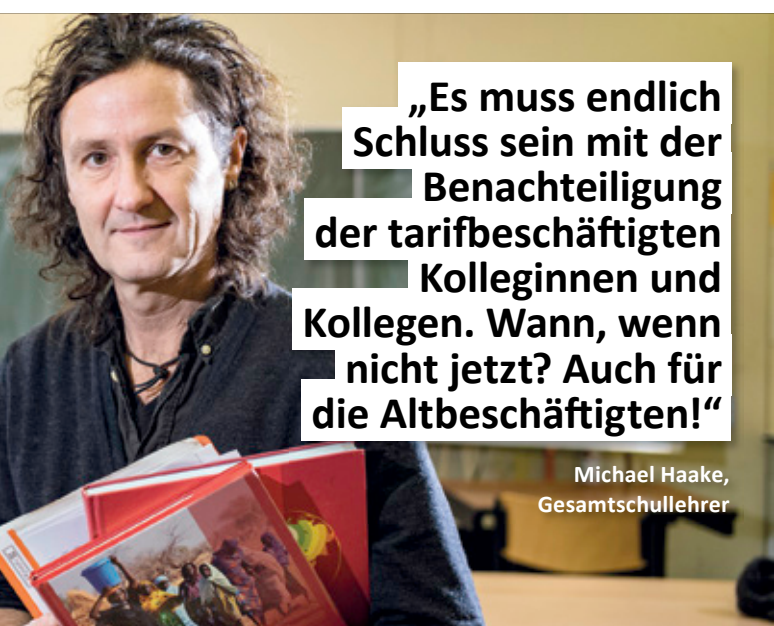 „Es muss endlich
Schluss sein mit der
Benachteiligung
der tarifbeschäftigten
Kolleginnen und
Kollegen. Wann, wenn
nicht jetzt? Auch für
die Altbeschäftigten!“
Michael Haake,
Gesamtschullehrer